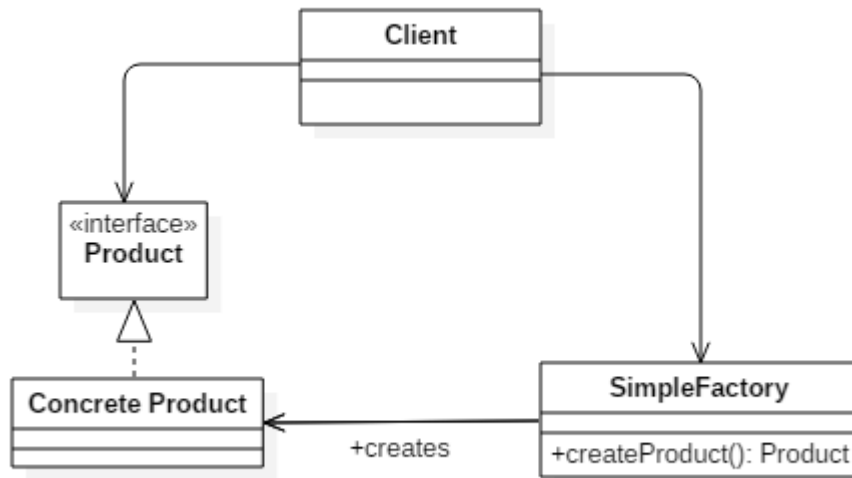 Client
«interface»
Product
Concrete Product
SimpleFactory
+createProduct(): Product
+creates